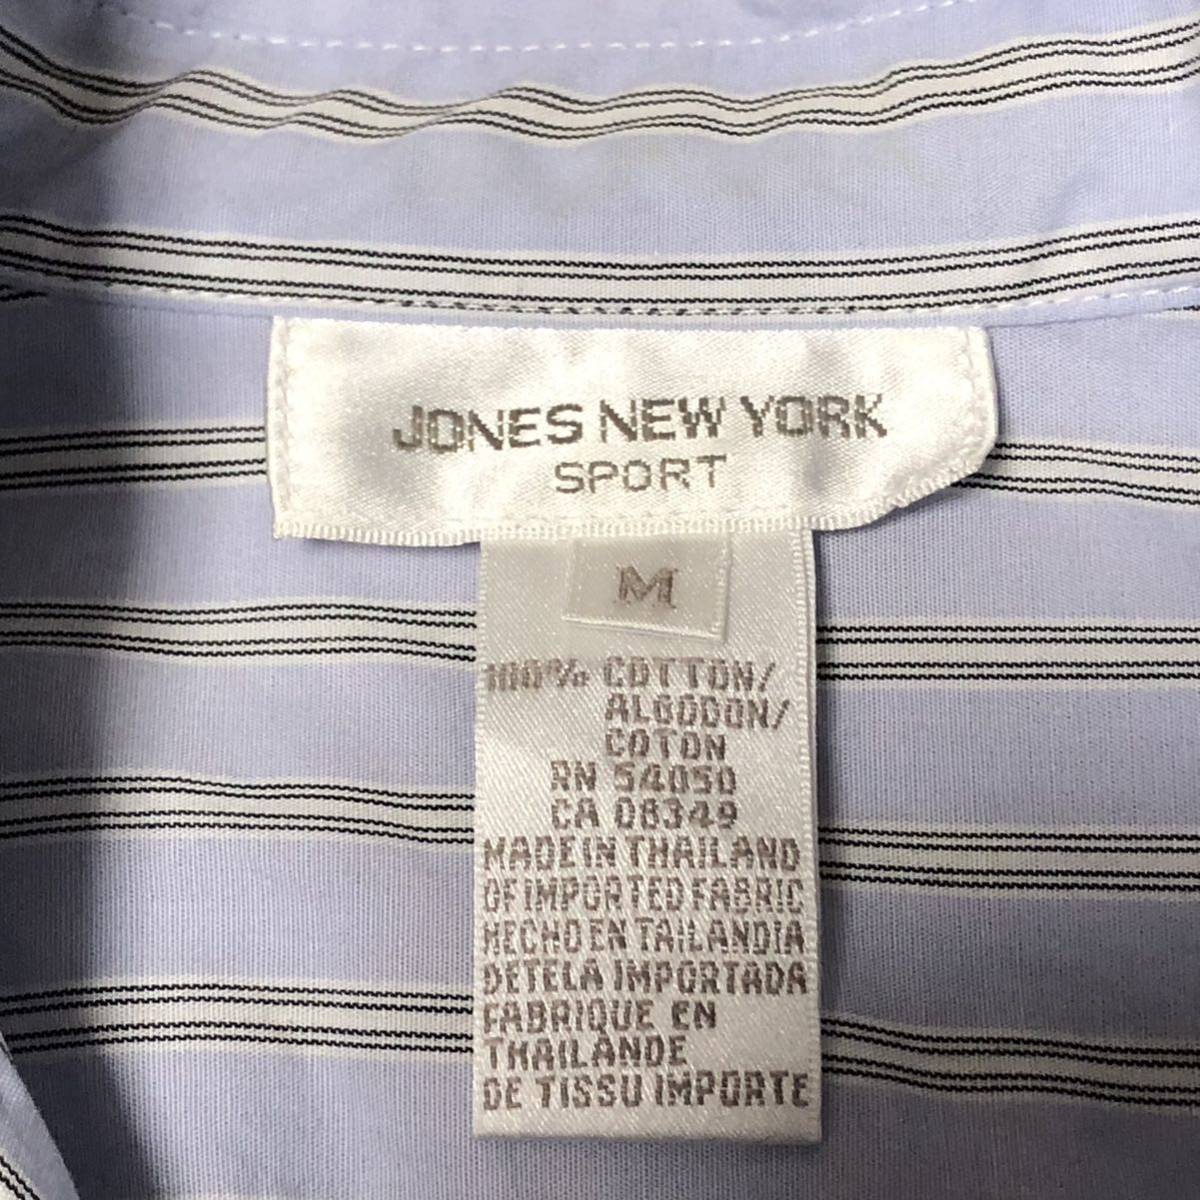 JONES NEW YORK
SPORT
M
100% COTTON/
ALGODON/
COTON
RN 54050
CA 08349
MADE IN THAILAND
OF IMPORTED FABRIC
HECHO EN TAILANDIA
DE TELA IMPORTADA
FABRIQUE EN
THAILANDE
DE TISSU IMPORTE